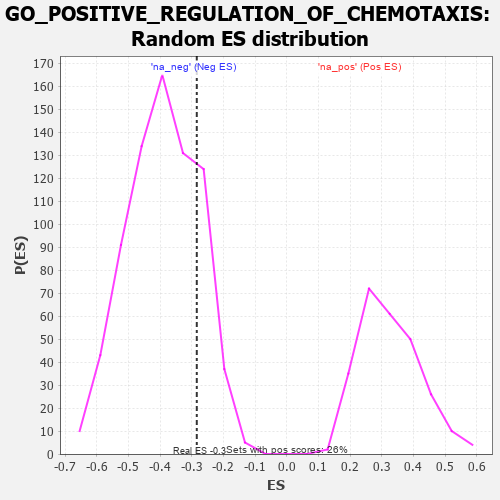 GO_POSITIVE_REGULATION_OF_CHEMOTAXIS:
Random ES distribution
'na_neg' (Neg ES)
'na_pos' (Pos ES)
170
160
150
140
130
120
110
100
90
80
70
60
50
40
30
20
10
0
P(ES)
Real ES -0.3
Sets with pos scores: 26%
-0.7 -0.6 -0.5 -0.4 -0.3 -0.2 -0.1 0.0 0.1 0.2 0.3 0.4 0.5 0.6
ES